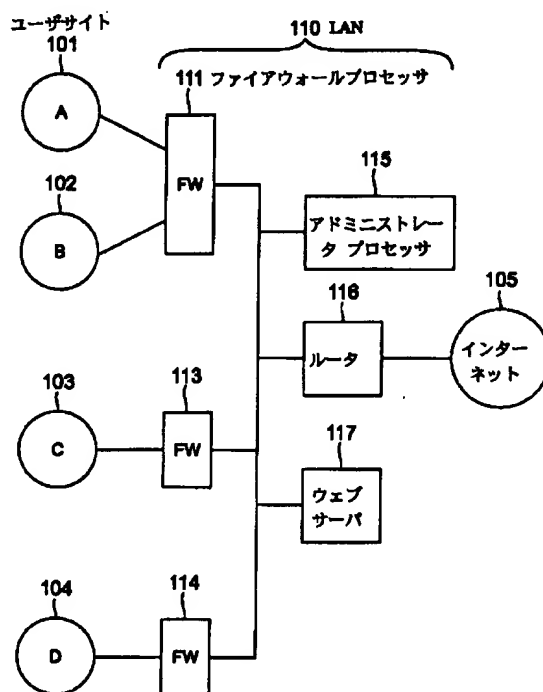 ユーザサイト
101
A
110 LAN
111 ファイアウォールプロセッサ
FW
102
B
115
アドミニストレー
タ プロセッサ
116
ルータ
105
インター
ネット
103
C
113
FW
117
ウェブ
サーバ
104
D
114
FW